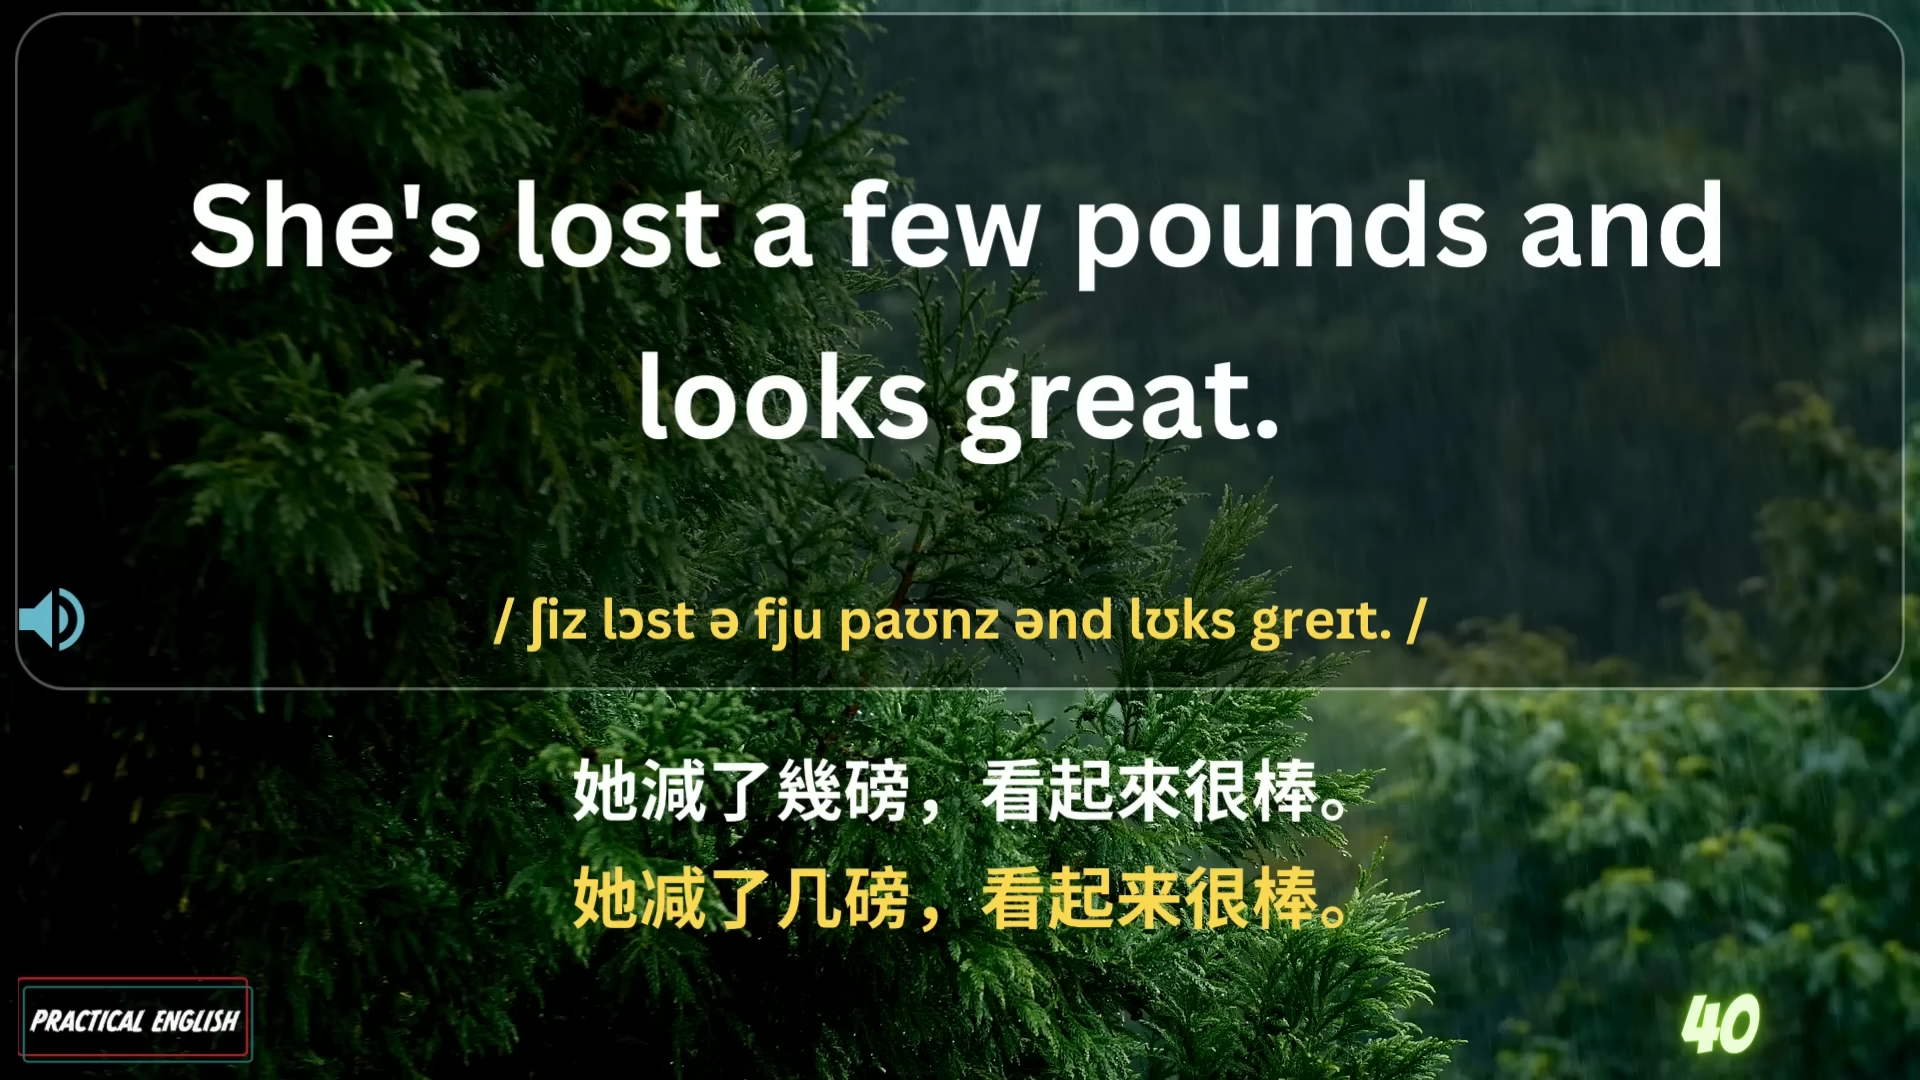 She's lost a few pounds and
looks great.
/ ʃiz lɔst ə fju paʊnz ənd lʊks greɪt. /
她減了幾磅，看起來很棒。
她减了几磅，看起来很棒。
PRACTICAL ENGLISH
40